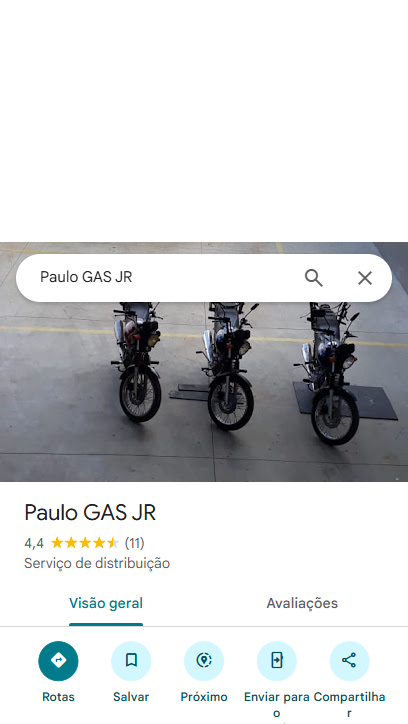 Paulo GAS JR
Paulo GAS JR
4,4 (11)
Serviço de distribuição
Visão geral
Avaliações
Rotas
Salvar
Próximo
Enviar para
o
Compartilha
r